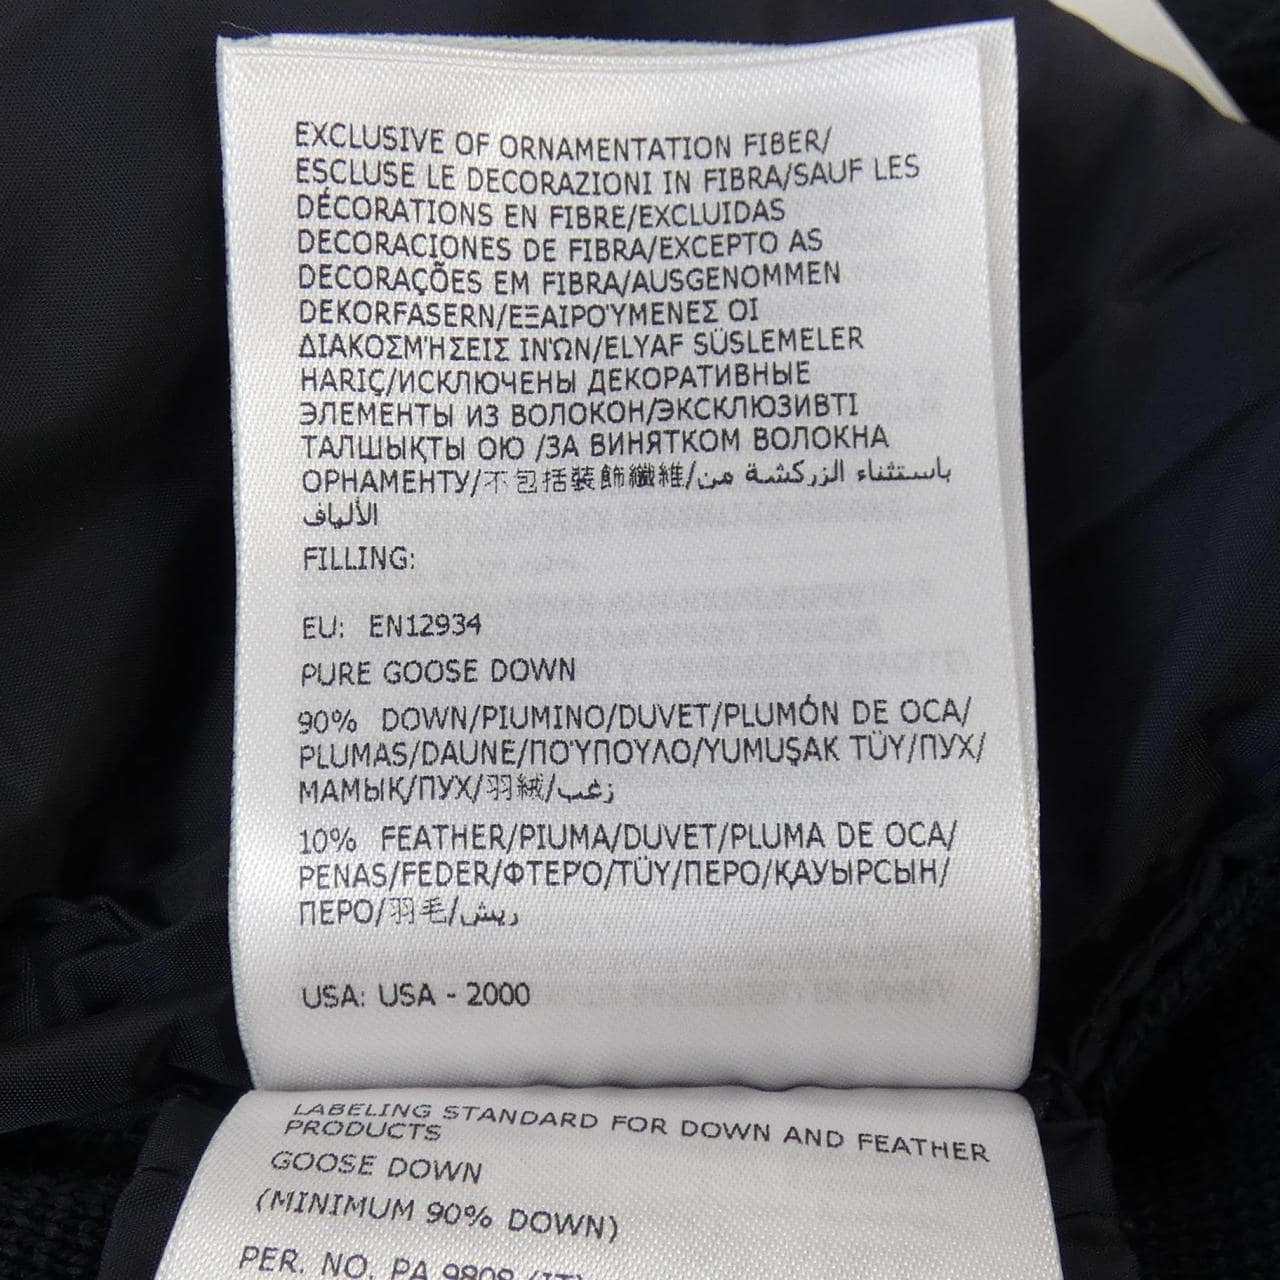 EXCLUSIVE OF ORNAMENTATION FIBER/
ESCLUSE LE DECORAZIONI IN FIBRA/SAUF LES
DÉCORATIONS EN FIBRE/EXCLUIDAS
DECORACIONES DE FIBRA/EXCEPTO AS
DECORAÇÕES EM FIBRA/AUSGENOMMEN
DEKORFASERN/ΕΞΑΙΡΟΎΜΕΝΕΣ ΟΙ
ΔΙΑΚΟΣΜΉΣΕΙΣ ΙΝΏΝ/ELYAF SÜSLEMELER
HARIÇ/ИСКЛЮЧЕНЫ ДЕКОРАТИВНЫЕ
ЭЛЕМЕНТЫ ИЗ ВОЛОКОН/ЭКСКЛЮЗИВТІ
ТАЛШЫҚТЫ ОЮ /ЗА ВИНЯТКОМ ВОЛОКНА
ОРНАМЕНТУ/不包括裝飾纖維/باستثناء الزركشة من
الألياف
FILLING:
EU: EN12934
PURE GOOSE DOWN
90% DOWN/PIUMINO/DUVET/PLUMÓN DE OCA/
PLUMAS/DAUNE/ΠΟΎΠΟΥΛΟ/YUMUŞAK TÜY/ПУХ/
МАМЫҚ/ПУХ/羽絨/زغب
10% FEATHER/PIUMA/DUVET/PLUMA DE OCA/
PENAS/FEDER/ΦΤΕΡΌ/TÜY/ПЕРО/ҚАУЫРСЫН/
ПЕРО/羽毛/ريش
USA: USA - 2000
LABELING STANDARD FOR DOWN AND FEATHER
PRODUCTS
GOOSE DOWN
(MINIMUM 90% DOWN)
PER. NO. PA 9809 (IT)